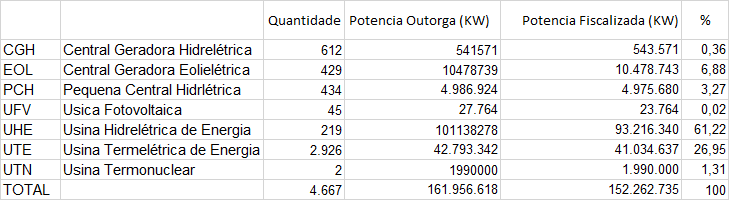 Quantidade Potencia Outorga (KW) Potencia Fiscalizada (KW) %
CGH Central Geradora Hidrelétrica 612 541571 543.571 0,36
EOL Central Geradora Eolielétrica 429 10478739 10.478.743 6,88
PCH Pequena Central Hidrlétrica 434 4.986.924 4.975.680 3,27
UFV Usica Fotovoltaica 45 27.764 23.764 0,02
UHE Usina Hidrelétrica de Energia 219 101138278 93.216.340 61,22
UTE Usina Termelétrica de Energia 2.926 42.793.342 41.034.637 26,95
UTN Usina Termonuclear 2 1990000 1.990.000 1,31
TOTAL 4.667 161.956.618 152.262.735 100